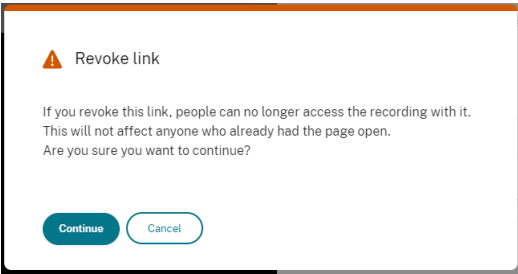 Revoke link
If you revoke this link, people can no longer access the recording with it.
This will not affect anyone who already had the page open.
Are you sure you want to continue?
Continue Cancel